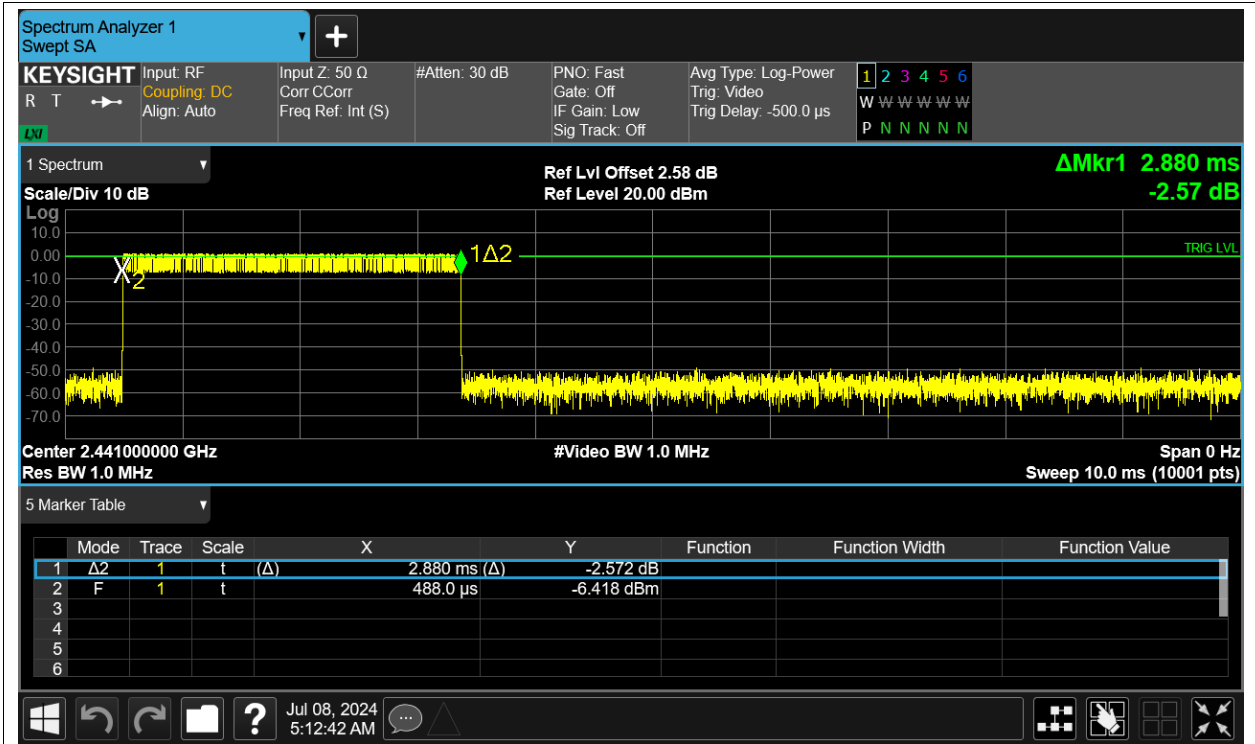 Spectrum Analyzer 1
Swept SA
KEYSIGHT Input: RF Input Z: 50 Ω #Atten: 30 dB PNO: Fast Avg Type: Log-Power 1 2 3 4 5 6
R T Coupling: DC Corr CCorr Gate: Off Trig: Video W W W W W W
Align: Auto Freq Ref: Int (S) IF Gain: Low Trig Delay: -500.0 µs
LXI Sig Track: Off P N N N N N
1 Spectrum Ref Lvl Offset 2.58 dB ΔMkr1 2.880 ms
Scale/Div 10 dB Ref Level 20.00 dBm -2.57 dB
Log
10.0
0.00 1Δ2 TRIG LVL
-10.0 2
-20.0
-30.0
-40.0
-50.0
-60.0
-70.0
Center 2.441000000 GHz #Video BW 1.0 MHz Span 0 Hz
Res BW 1.0 MHz Sweep 10.0 ms (10001 pts)
5 Marker Table
Mode Trace Scale X Y Function Function Width Function Value
1 Δ2 1 t (Δ) 2.880 ms (Δ) -2.572 dB
2 F 1 t 488.0 µs -6.418 dBm
3
4
5
6
? Jul 08, 2024
5:12:42 AM